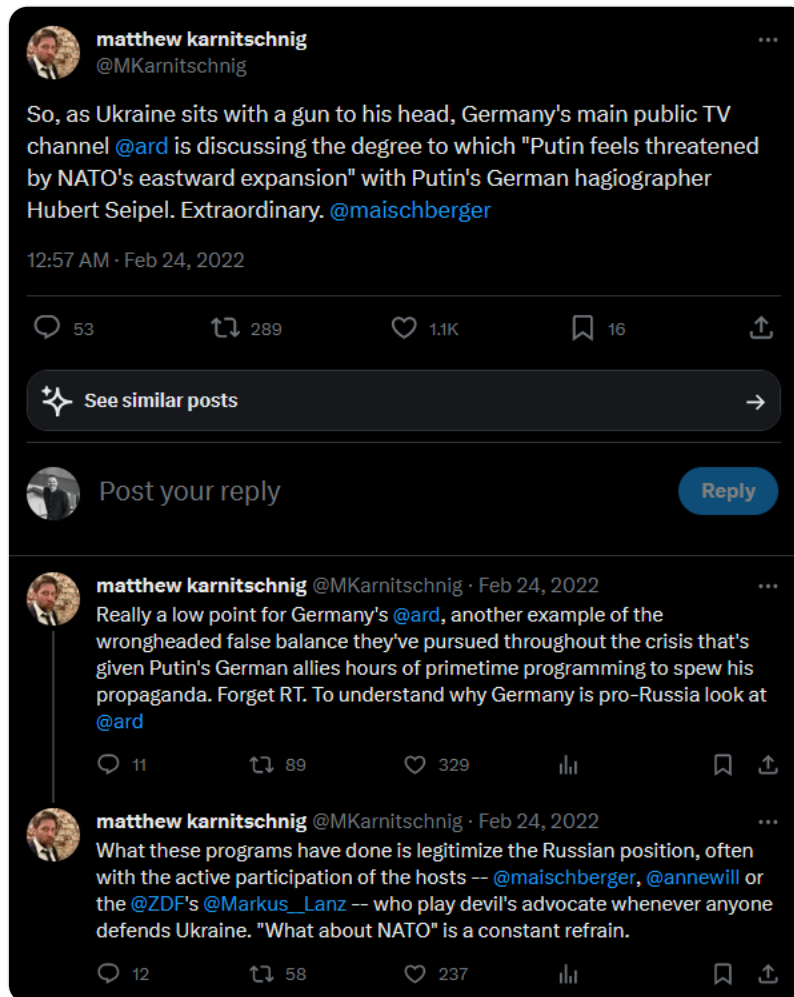 matthew karnitschnig
@MKarnitschnig
So, as Ukraine sits with a gun to his head, Germany's main public TV
channel @ard is discussing the degree to which "Putin feels threatened
by NATO's eastward expansion" with Putin's German hagiographer
Hubert Seipel. Extraordinary. @maischberger
12:57 AM · Feb 24, 2022
53 289 1.1K 16
See similar posts
Post your reply Reply
matthew karnitschnig @MKarnitschnig · Feb 24, 2022
Really a low point for Germany's @ard, another example of the
wrongheaded false balance they've pursued throughout the crisis that's
given Putin's German allies hours of primetime programming to spew his
propaganda. Forget RT. To understand why Germany is pro-Russia look at
@ard
11 89 329
matthew karnitschnig @MKarnitschnig · Feb 24, 2022
What these programs have done is legitimize the Russian position, often
with the active participation of the hosts -- @maischberger, @annewill or
the @ZDF's @Markus__Lanz -- who play devil's advocate whenever anyone
defends Ukraine. "What about NATO" is a constant refrain.
12 58 237